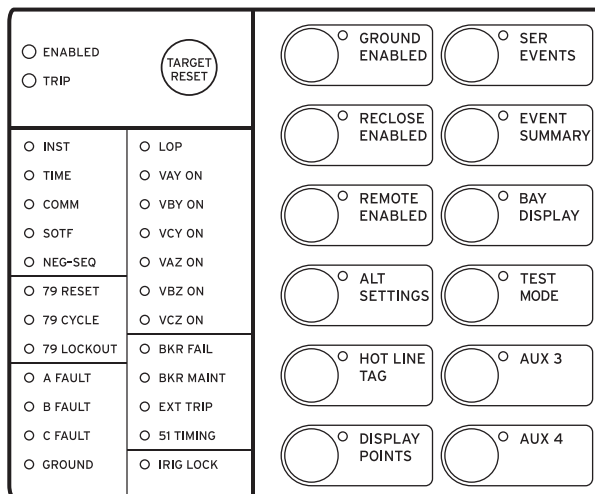 ENABLED
TRIP
TARGET
RESET
INST
TIME
COMM
SOTF
NEG-SEQ
79 RESET
79 CYCLE
79 LOCKOUT
A FAULT
B FAULT
C FAULT
GROUND
LOP
VAY ON
VBY ON
VCY ON
VAZ ON
VBZ ON
VCZ ON
BKR FAIL
BKR MAINT
EXT TRIP
51 TIMING
IRIG LOCK
GROUND
ENABLED
RECLOSE
ENABLED
REMOTE
ENABLED
ALT
SETTINGS
HOT LINE
TAG
DISPLAY
POINTS
SER
EVENTS
EVENT
SUMMARY
BAY
DISPLAY
TEST
MODE
AUX 3
AUX 4